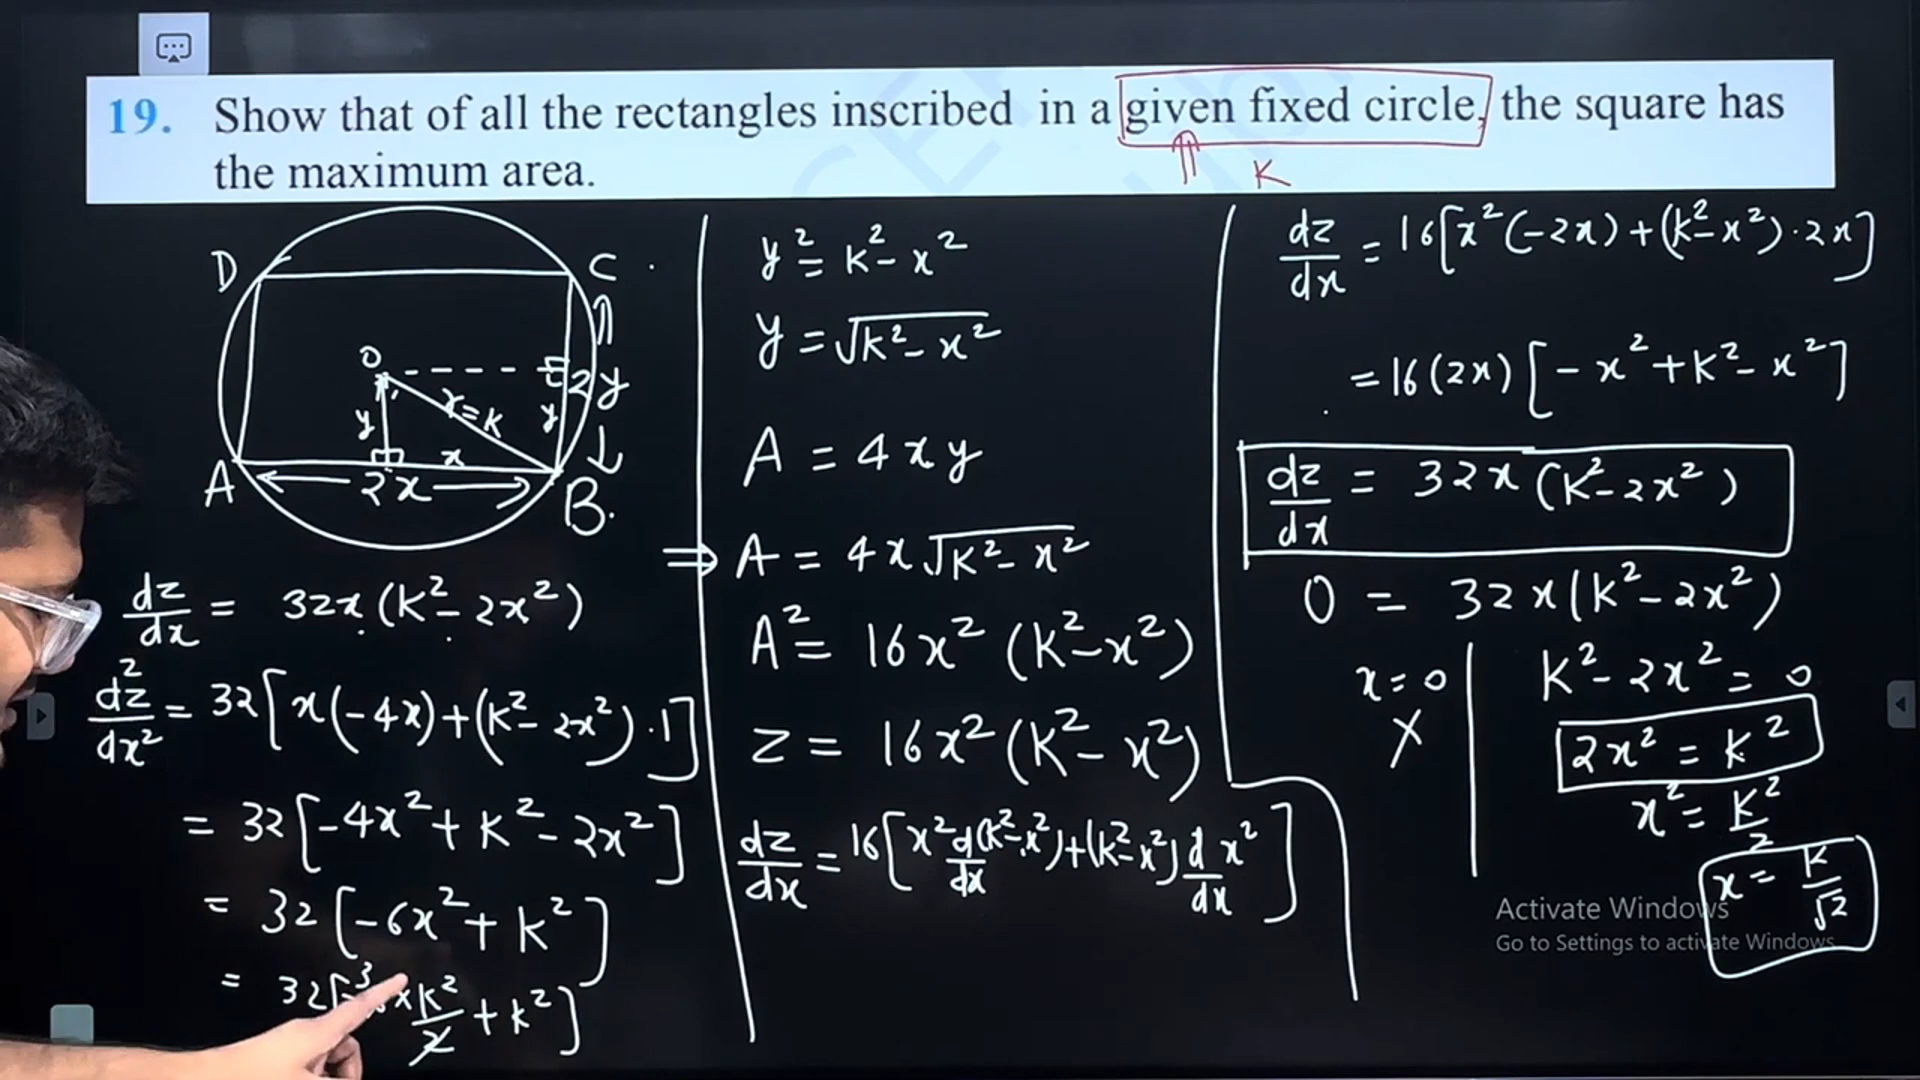 19. Show that of all the rectangles inscribed in a given fixed circle, the square has
the maximum area.
K
D C
O
r=k
y y 2y
x
A 2x B.
dz/dx = 32x (K² - 2x²)
d²z/dx² = 32[x(-4x)+(K²- 2x²)·1]
= 32[-4x²+ K²- 2x²]
= 32 [-6x²+ K²]
y² = K²- x²
y = √K²- x²
A = 4xy
⇒ A = 4x√K²- x²
A² = 16x² (K²-x²)
z = 16x² (K²- x²)
dz/dx = 16[x² d/dx(K²-x²)+(K²-x²) d/dx x²]
dz/dx = 16[x²(-2x)+(K²-x²)·2x]
= 16(2x)[-x²+K²- x²]
dz/dx = 32x (K²-2x²)
0 = 32x(K²-2x²)
x=0 K²- 2x² = 0
X 2x² = K²
x² = K²/2
x = K/√2
Activate Windows
Go to Settings to activate Windows.